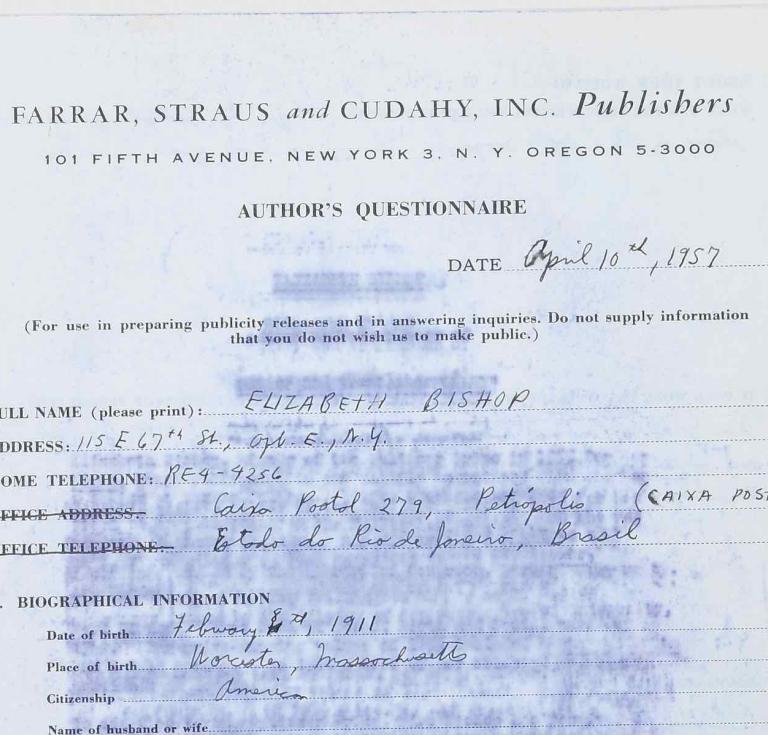 FARRAR, STRAUS and CUDAHY, INC. Publishers
101 FIFTH AVENUE, NEW YORK 3, N. Y. OREGON 5-3000
AUTHOR'S QUESTIONNAIRE
DATE April 10th, 1957
(For use in preparing publicity releases and in answering inquiries. Do not supply information
that you do not wish us to make public.)
ULL NAME (please print): ELIZABETH BISHOP
DDRESS: 115 E 67th St., Apt. E., N.Y.
OME TELEPHONE: RE4-4256
FFICE ADDRESS: Caixa Postal 279, Petrópolis (CAIXA POST
FFICE TELEPHONE: Estado do Rio de Janeiro, Brasil
. BIOGRAPHICAL INFORMATION
Date of birth February 8th, 1911
Place of birth Worcester, Massachusetts
Citizenship American
Name of husband or wife